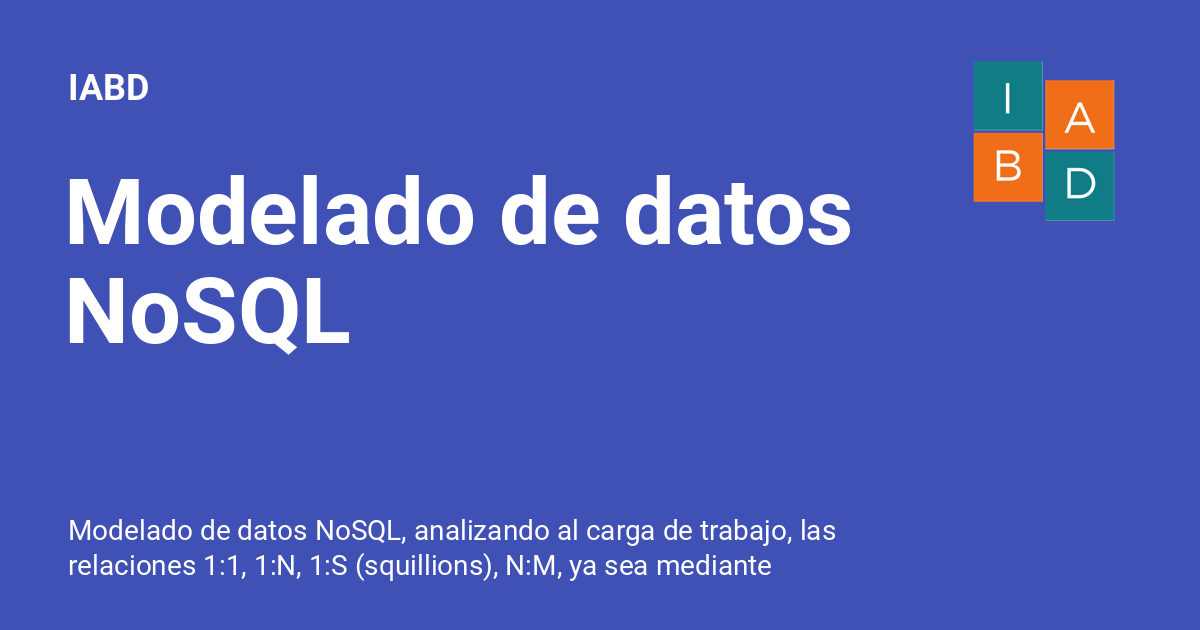 IABD
I
A
B
D
Modelado de datos
NoSQL
Modelado de datos NoSQL, analizando al carga de trabajo, las
relaciones 1:1, 1:N, 1:S (squillions), N:M, ya sea mediante